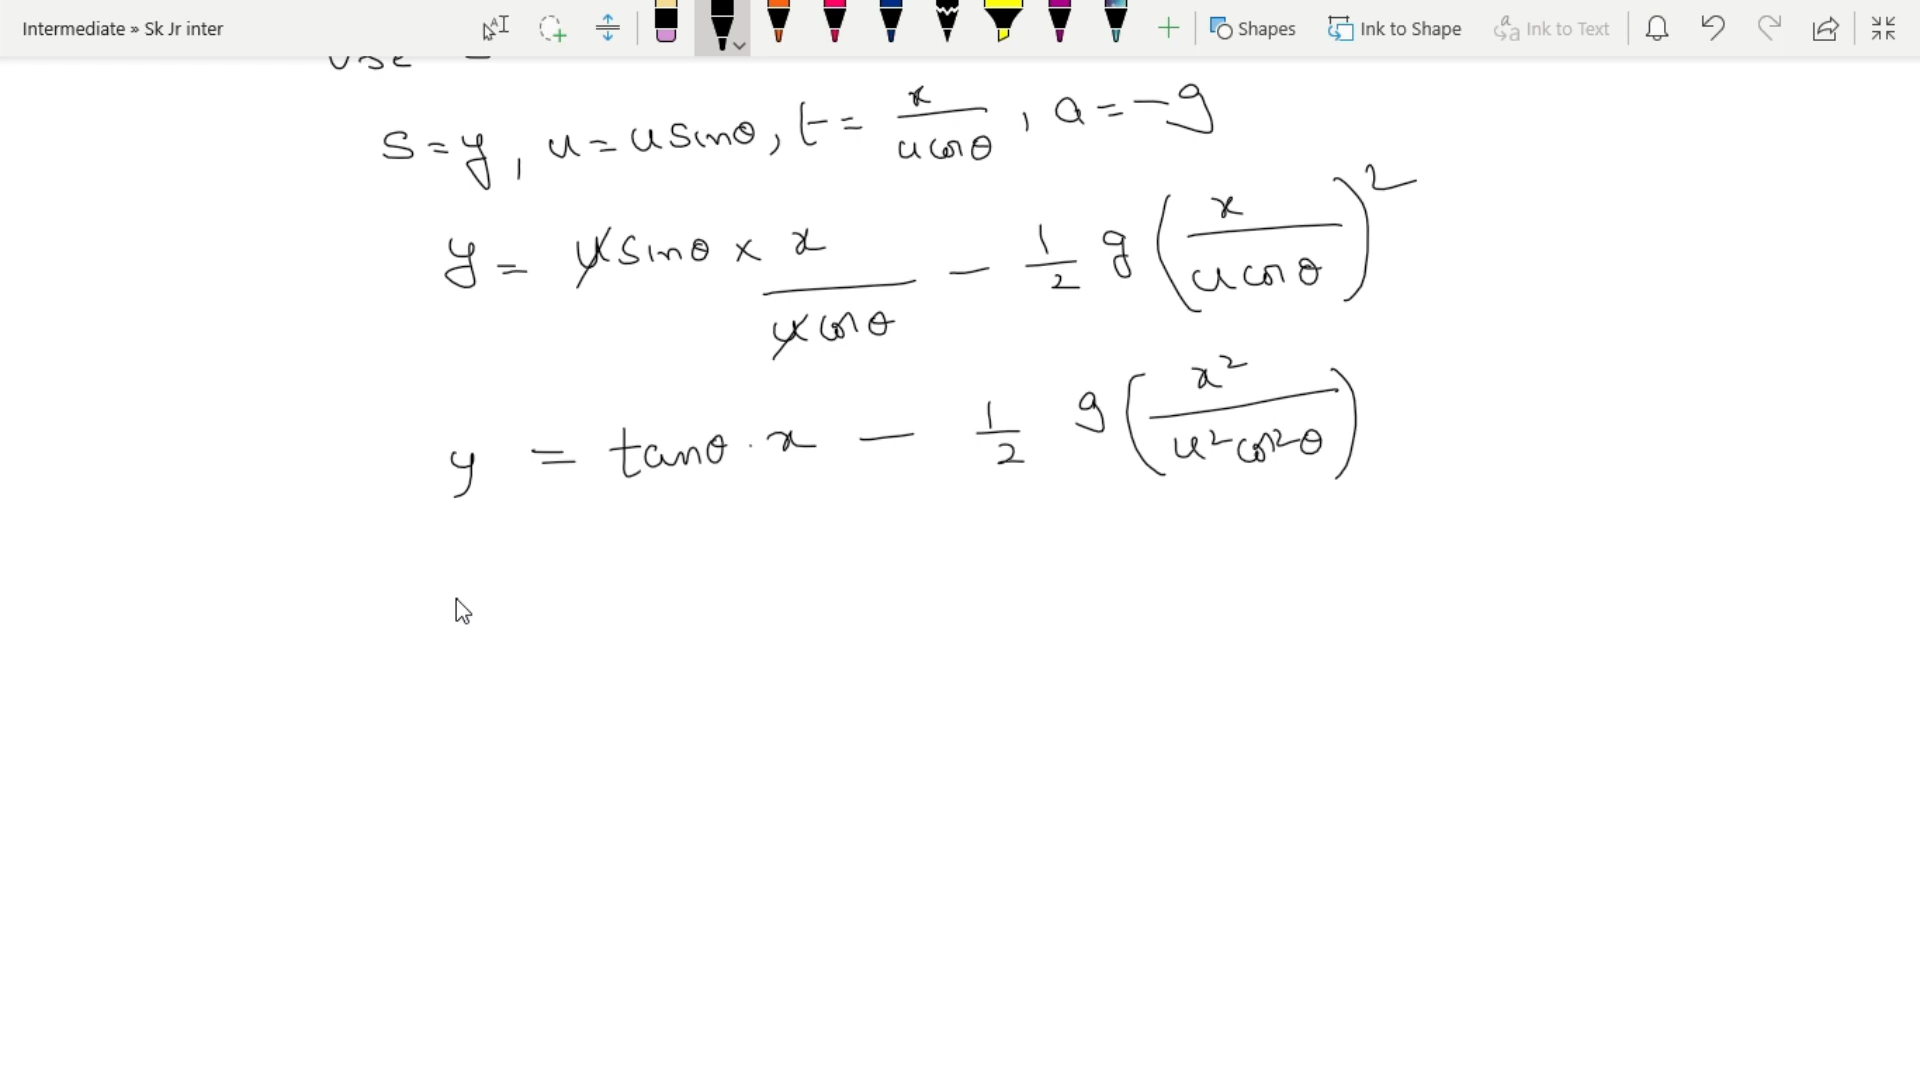 Intermediate » Sk Jr inter
Shapes Ink to Shape Ink to Text
S = y, u = u sinθ, t = x / u cosθ, a = -g
y = u sinθ × x / u cosθ - 1/2 g (x / u cosθ)²
y = tanθ · x - 1/2 g (x² / u² cos²θ)